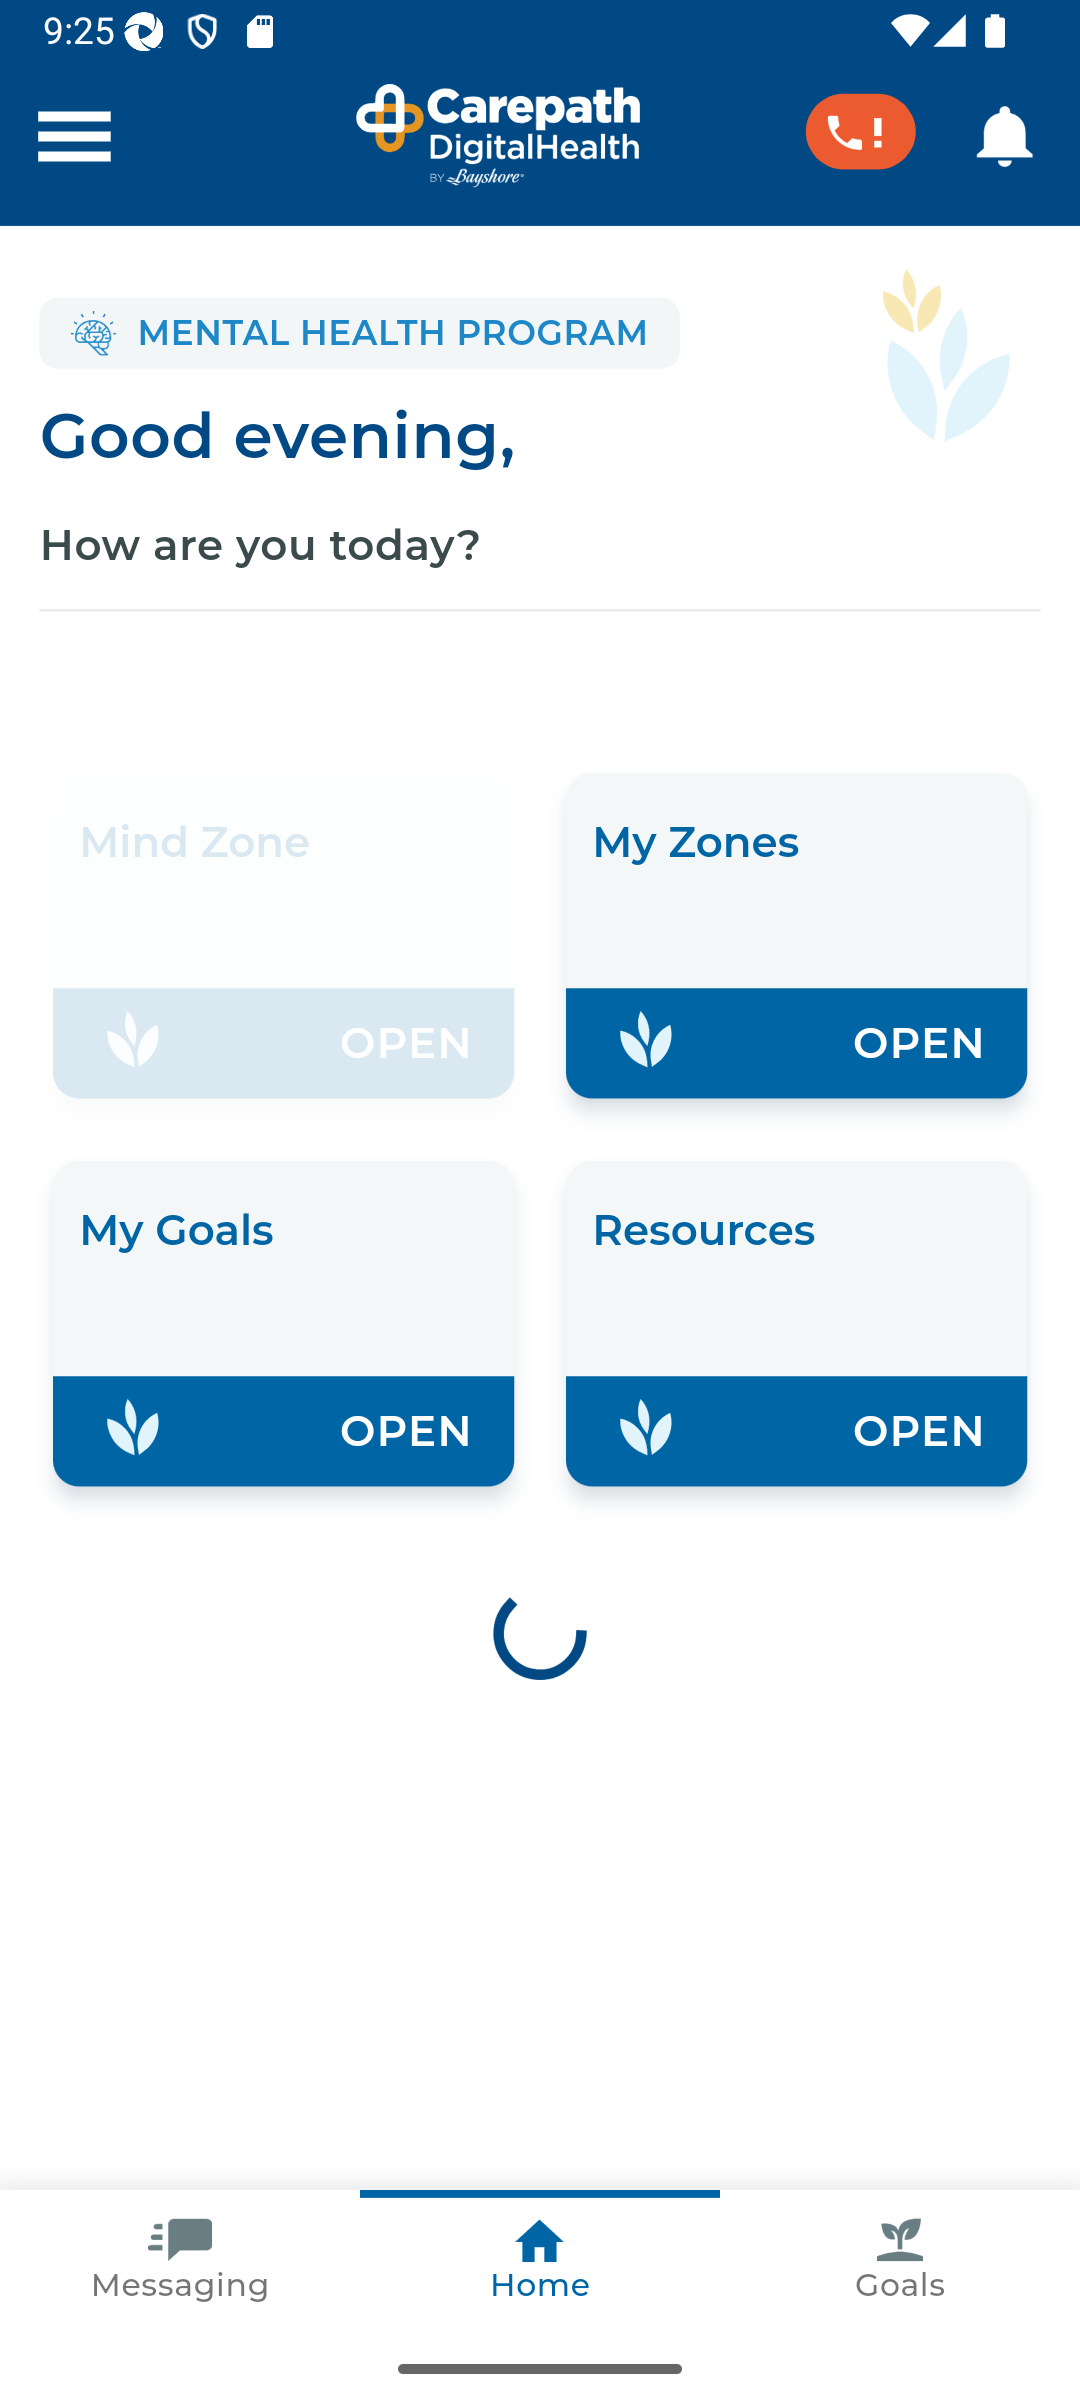 9:25
Carepath
DigitalHealth
BY Bayshore
MENTAL HEALTH PROGRAM
Good evening,
How are you today?
Mind Zone
OPEN
My Zones
OPEN
My Goals
OPEN
Resources
OPEN
Messaging
Home
Goals